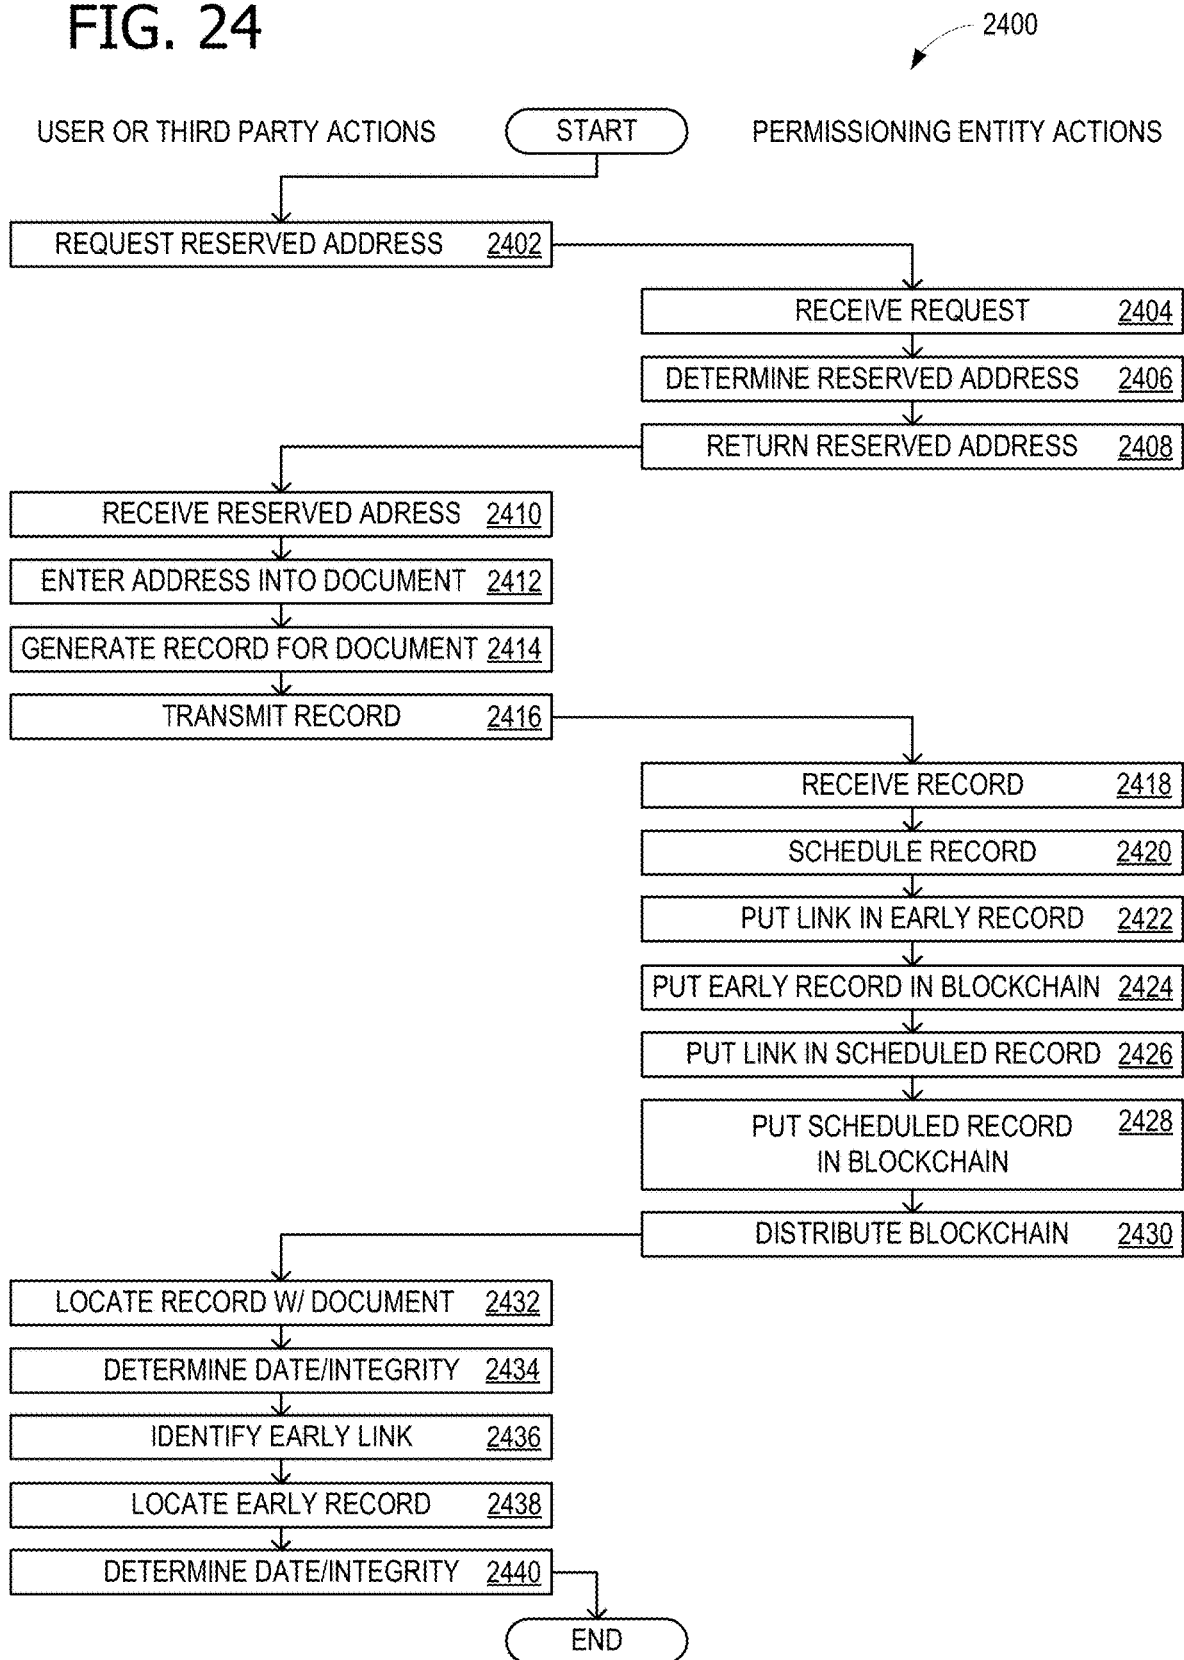 FIG. 24
2400
USER OR THIRD PARTY ACTIONS
START
PERMISSIONING ENTITY ACTIONS
REQUEST RESERVED ADDRESS 2402
RECEIVE REQUEST 2404
DETERMINE RESERVED ADDRESS 2406
RETURN RESERVED ADDRESS 2408
RECEIVE RESERVED ADRESS 2410
ENTER ADDRESS INTO DOCUMENT 2412
GENERATE RECORD FOR DOCUMENT 2414
TRANSMIT RECORD 2416
RECEIVE RECORD 2418
SCHEDULE RECORD 2420
PUT LINK IN EARLY RECORD 2422
PUT EARLY RECORD IN BLOCKCHAIN 2424
PUT LINK IN SCHEDULED RECORD 2426
PUT SCHEDULED RECORD 2428
IN BLOCKCHAIN
DISTRIBUTE BLOCKCHAIN 2430
LOCATE RECORD W/ DOCUMENT 2432
DETERMINE DATE/INTEGRITY 2434
IDENTIFY EARLY LINK 2436
LOCATE EARLY RECORD 2438
DETERMINE DATE/INTEGRITY 2440
END